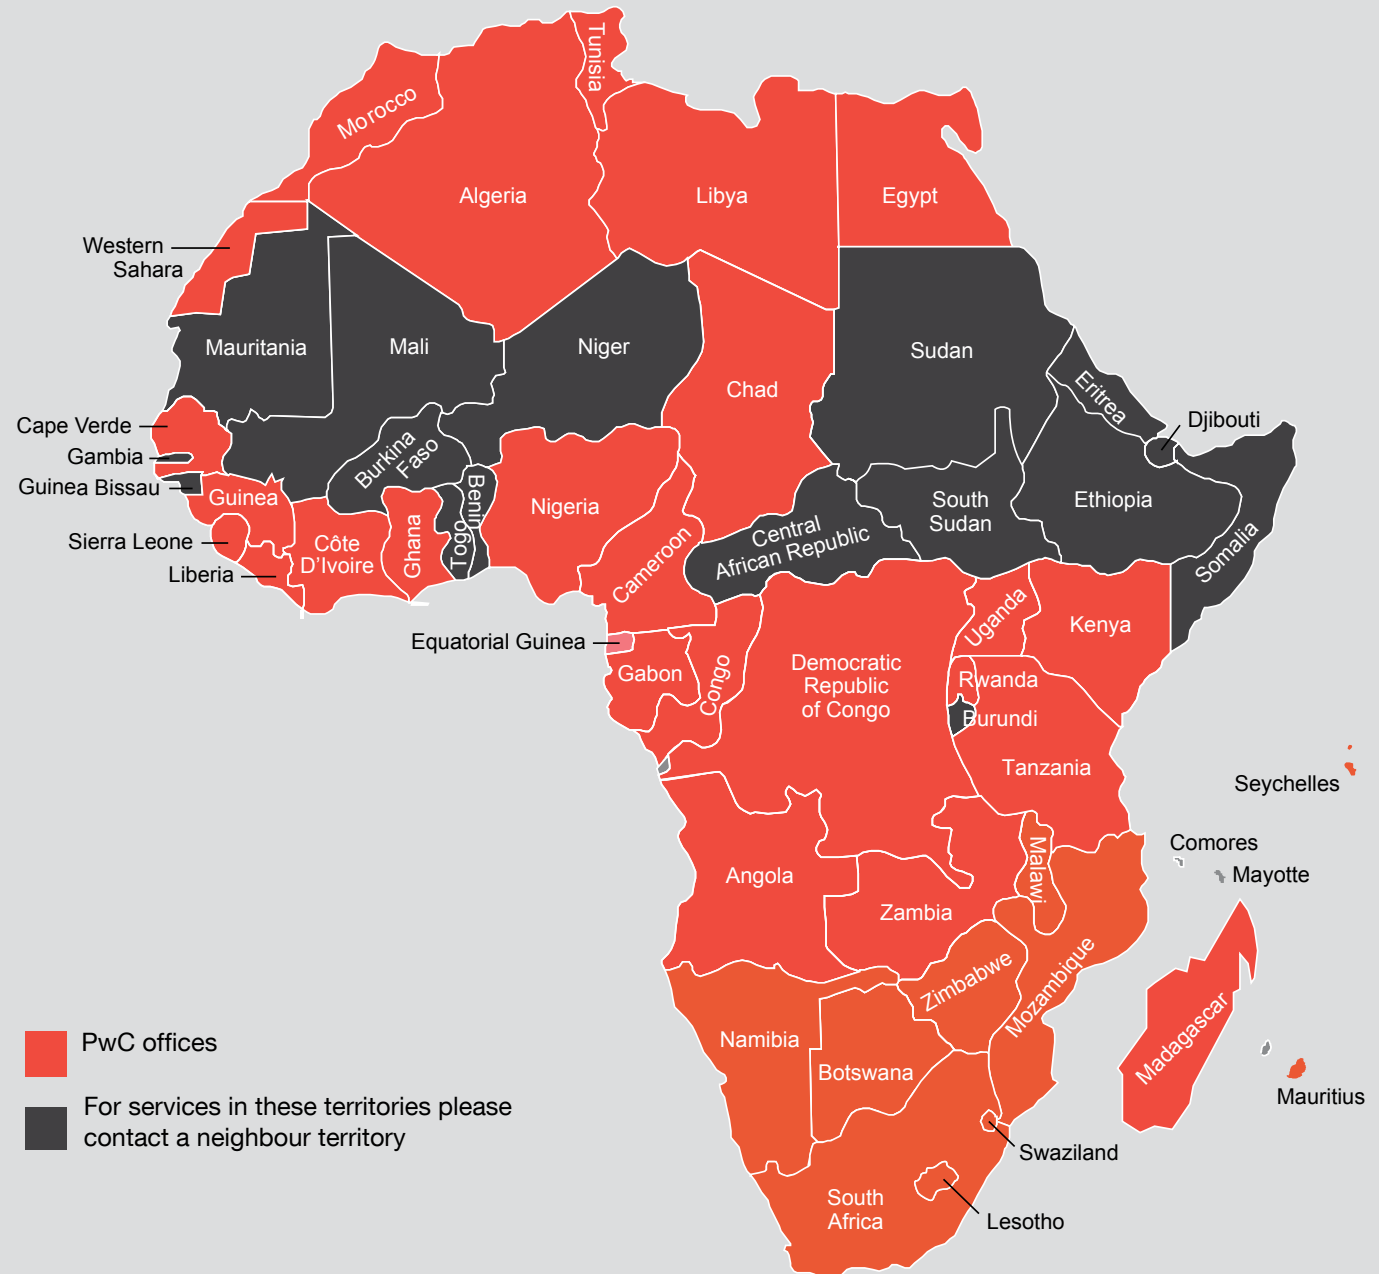 Tunisia
Morocco
Algeria
Libya
Egypt
Western
Sahara
Mauritania
Mali
Niger
Sudan
Chad
Eritrea
Djibouti
Cape Verde
Gambia
Guinea Bissau
Guinea
Burkina
Faso
Benin
Togo
Ghana
Nigeria
Côte
D'Ivoire
Sierra Leone
Liberia
Cameroon
Central
African Republic
South
Sudan
Ethiopia
Somalia
Equatorial Guinea
Gabon
Congo
Democratic
Republic
of Congo
Uganda
Kenya
Rwanda
Burundi
Tanzania
Seychelles
Comores
Mayotte
Angola
Zambia
Malawi
Mozambique
Zimbabwe
Madagascar
Namibia
Botswana
Mauritius
Swaziland
South
Africa
Lesotho
PwC offices
For services in these territories please
contact a neighbour territory